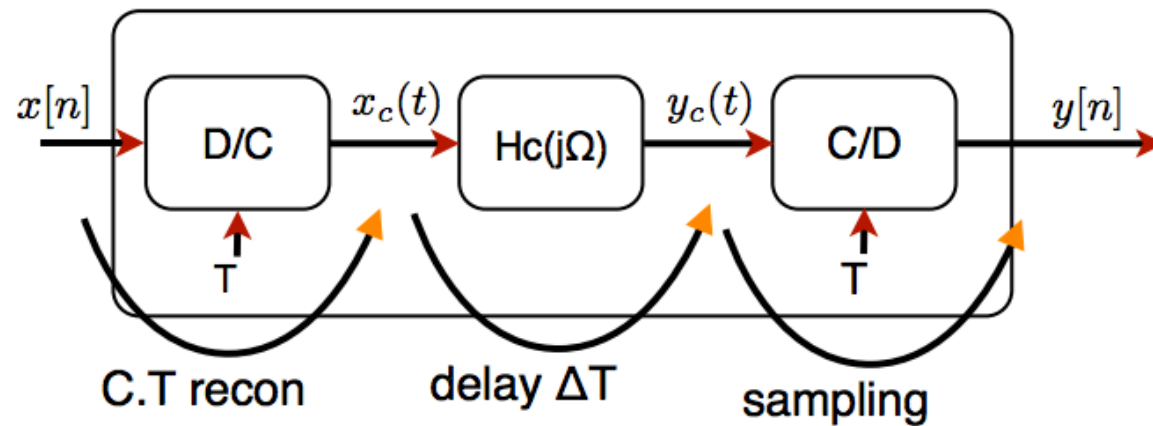 x[n]
D/C
x_c(t)
Hc(jΩ)
y_c(t)
C/D
y[n]
T
T
C.T recon
delay ΔT
sampling